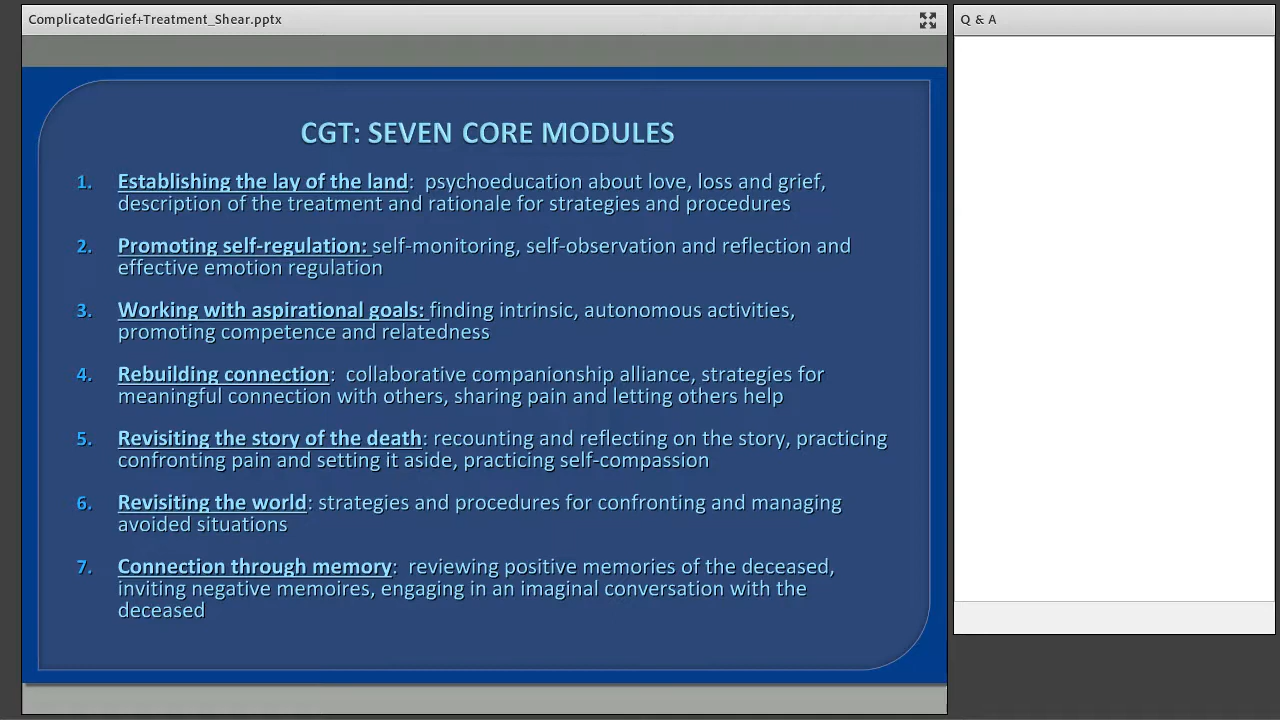 ComplicatedGrief+Treatment_Shear.pptx
Q & A
CGT: SEVEN CORE MODULES
1. Establishing the lay of the land: psychoeducation about love, loss and grief,
description of the treatment and rationale for strategies and procedures
2. Promoting self-regulation: self-monitoring, self-observation and reflection and
effective emotion regulation
3. Working with aspirational goals: finding intrinsic, autonomous activities,
promoting competence and relatedness
4. Rebuilding connection: collaborative companionship alliance, strategies for
meaningful connection with others, sharing pain and letting others help
5. Revisiting the story of the death: recounting and reflecting on the story, practicing
confronting pain and setting it aside, practicing self-compassion
6. Revisiting the world: strategies and procedures for confronting and managing
avoided situations
7. Connection through memory: reviewing positive memories of the deceased,
inviting negative memoires, engaging in an imaginal conversation with the
deceased